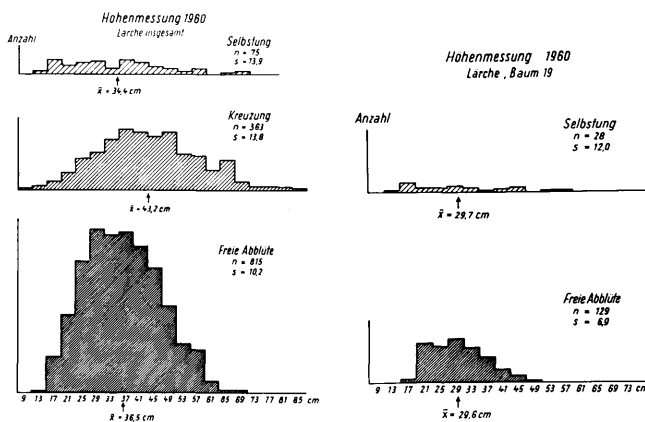 Höhenmessung 1960
Lärche insgesamt
Anzahl
Selbstung
n = 75
s = 13,9
x̄ = 34,4 cm
Kreuzung
n = 363
s = 13,8
x̄ = 43,2 cm
Freie Abblüte
n = 815
s = 10,2
9 13 17 21 25 29 33 37 41 45 49 53 57 61 65 69 73 77 81 85 cm
x̄ = 36,5 cm
Höhenmessung 1960
Lärche, Baum 19
Anzahl
Selbstung
n = 28
s = 12,0
x̄ = 29,7 cm
Freie Abblüte
n = 129
s = 6,9
9 13 17 21 25 29 33 37 41 45 49 53 57 61 65 69 73 cm
x̄ = 29,6 cm